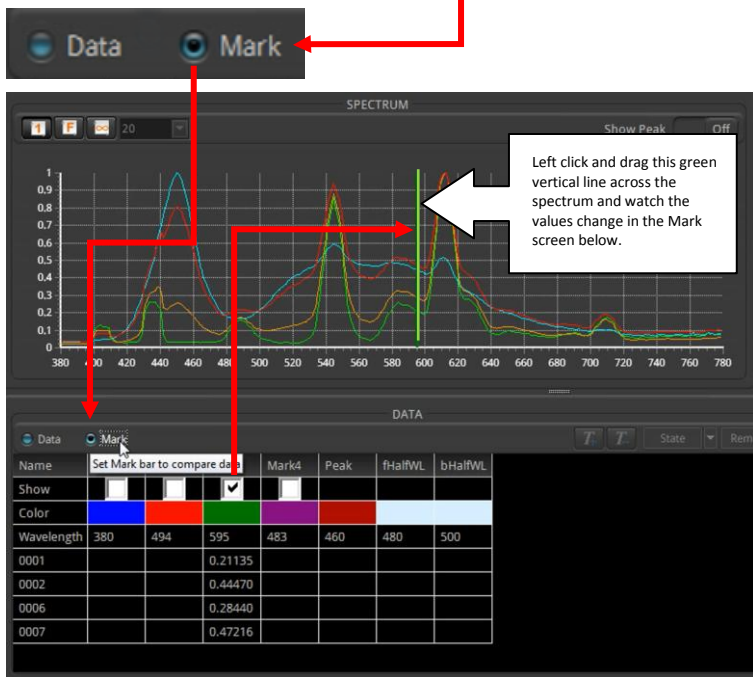 Data Mark
SPECTRUM
1 F ∞ 20 Show Peak Off
Left click and drag this green
vertical line across the
spectrum and watch the
values change in the Mark
screen below.
1
0.9
0.8
0.7
0.6
0.5
0.4
0.3
0.2
0.1
0
380 400 420 440 460 480 500 520 540 560 580 600 620 640 660 680 700 720 740 760 780
DATA
Data Mark T T State Rem
Name Set Mark bar to compare data Mark4 Peak fHalfWL bHalfWL
Show
Color
Wavelength 380 494 595 483 460 480 500
0001 0.21135
0002 0.44470
0006 0.28440
0007 0.47216